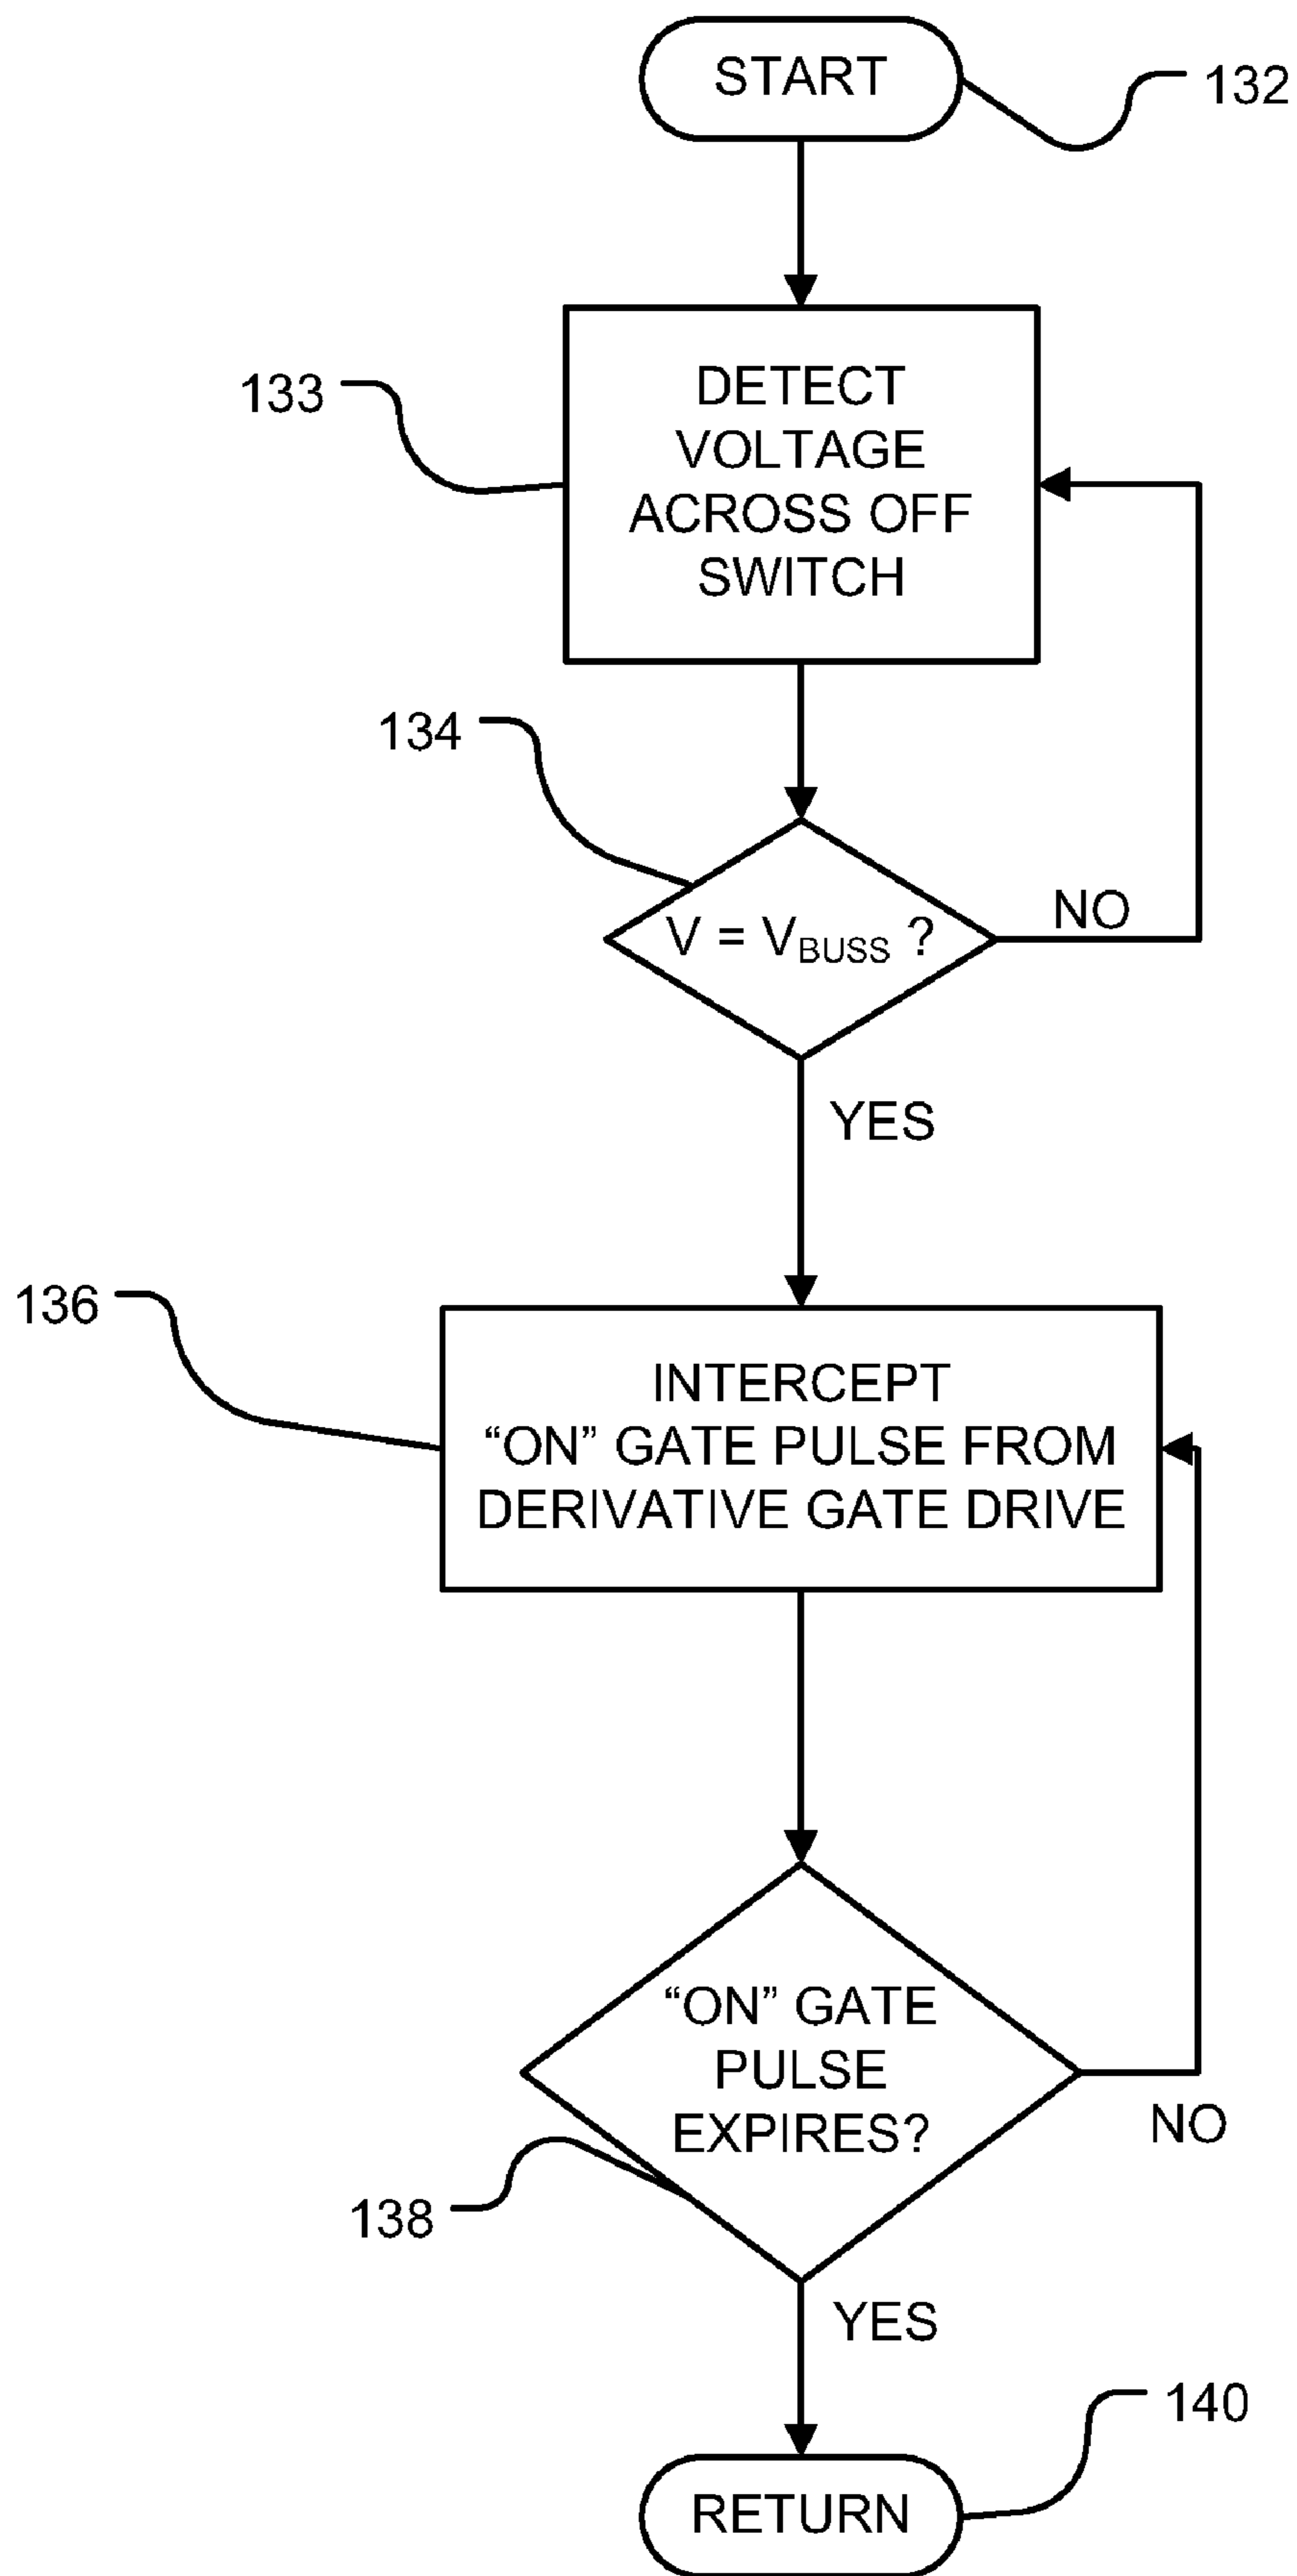 START
132
133
DETECT
VOLTAGE
ACROSS OFF
SWITCH
134
V = VBUSS ?
NO
YES
136
INTERCEPT
“ON” GATE PULSE FROM
DERIVATIVE GATE DRIVE
“ON” GATE
PULSE
EXPIRES?
NO
138
YES
140
RETURN